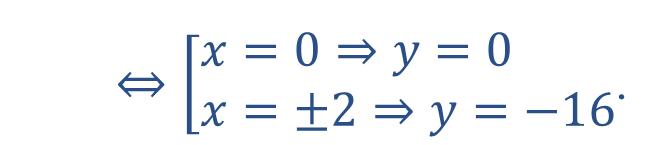 ⇔ [x = 0 ⇒ y = 0
x = ±2 ⇒ y = −16.